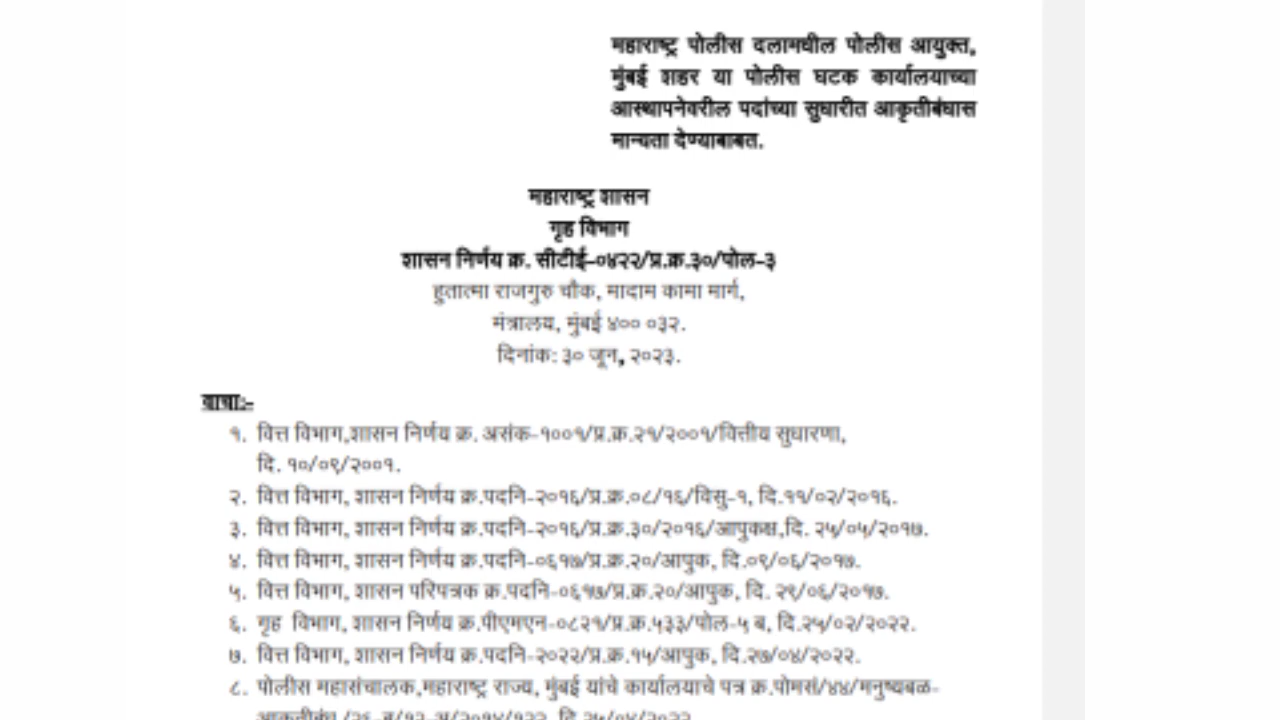 महाराष्ट्र पोलीस दलामधील पोलीस आयुक्त,
मुंबई शहर या पोलीस घटक कार्यालयाच्या
आस्थापनेवरील पदांच्या सुधारीत आकृतीबंधास
मान्यता देण्याबाबत.
महाराष्ट्र शासन
गृह विभाग
शासन निर्णय क्र. सीटीई-०४२२/प्र.क्र.३०/पोल-३
हुतात्मा राजगुरु चौक, मादाम कामा मार्ग,
मंत्रालय, मुंबई ४०० ०३२.
दिनांक: ३० जून, २०२३.
वाचा:-
१. वित्त विभाग,शासन निर्णय क्र. असंक-१००१/प्र.क्र.२१/२००१/वित्तीय सुधारणा,
दि. १०/०९/२००१.
२. वित्त विभाग, शासन निर्णय क्र.पदनि-२०१६/प्र.क्र.०८/१६/विसु-१, दि.११/०२/२०१६.
३. वित्त विभाग, शासन निर्णय क्र.पदनि-२०१६/प्र.क्र.३०/२०१६/आपुकक्ष,दि. २५/०५/२०१७.
४. वित्त विभाग, शासन निर्णय क्र.पदनि-०६१७/प्र.क्र.२०/आपुक, दि.०९/०६/२०१७.
५. वित्त विभाग, शासन परिपत्रक क्र.पदनि-०६१७/प्र.क्र.२०/आपुक, दि. २९/०६/२०१७.
६. गृह विभाग, शासन निर्णय क्र.पीएमएन-०८२१/प्र.क्र.५३३/पोल-५ ब, दि.२५/०२/२०२२.
७. वित्त विभाग, शासन निर्णय क्र.पदनि-२०२२/प्र.क्र.१५/आपुक, दि.२७/०४/२०२२.
८. पोलीस महासंचालक,महाराष्ट्र राज्य, मुंबई यांचे कार्यालयाचे पत्र क्र.पोमसं/४४/मनुष्यबळ-